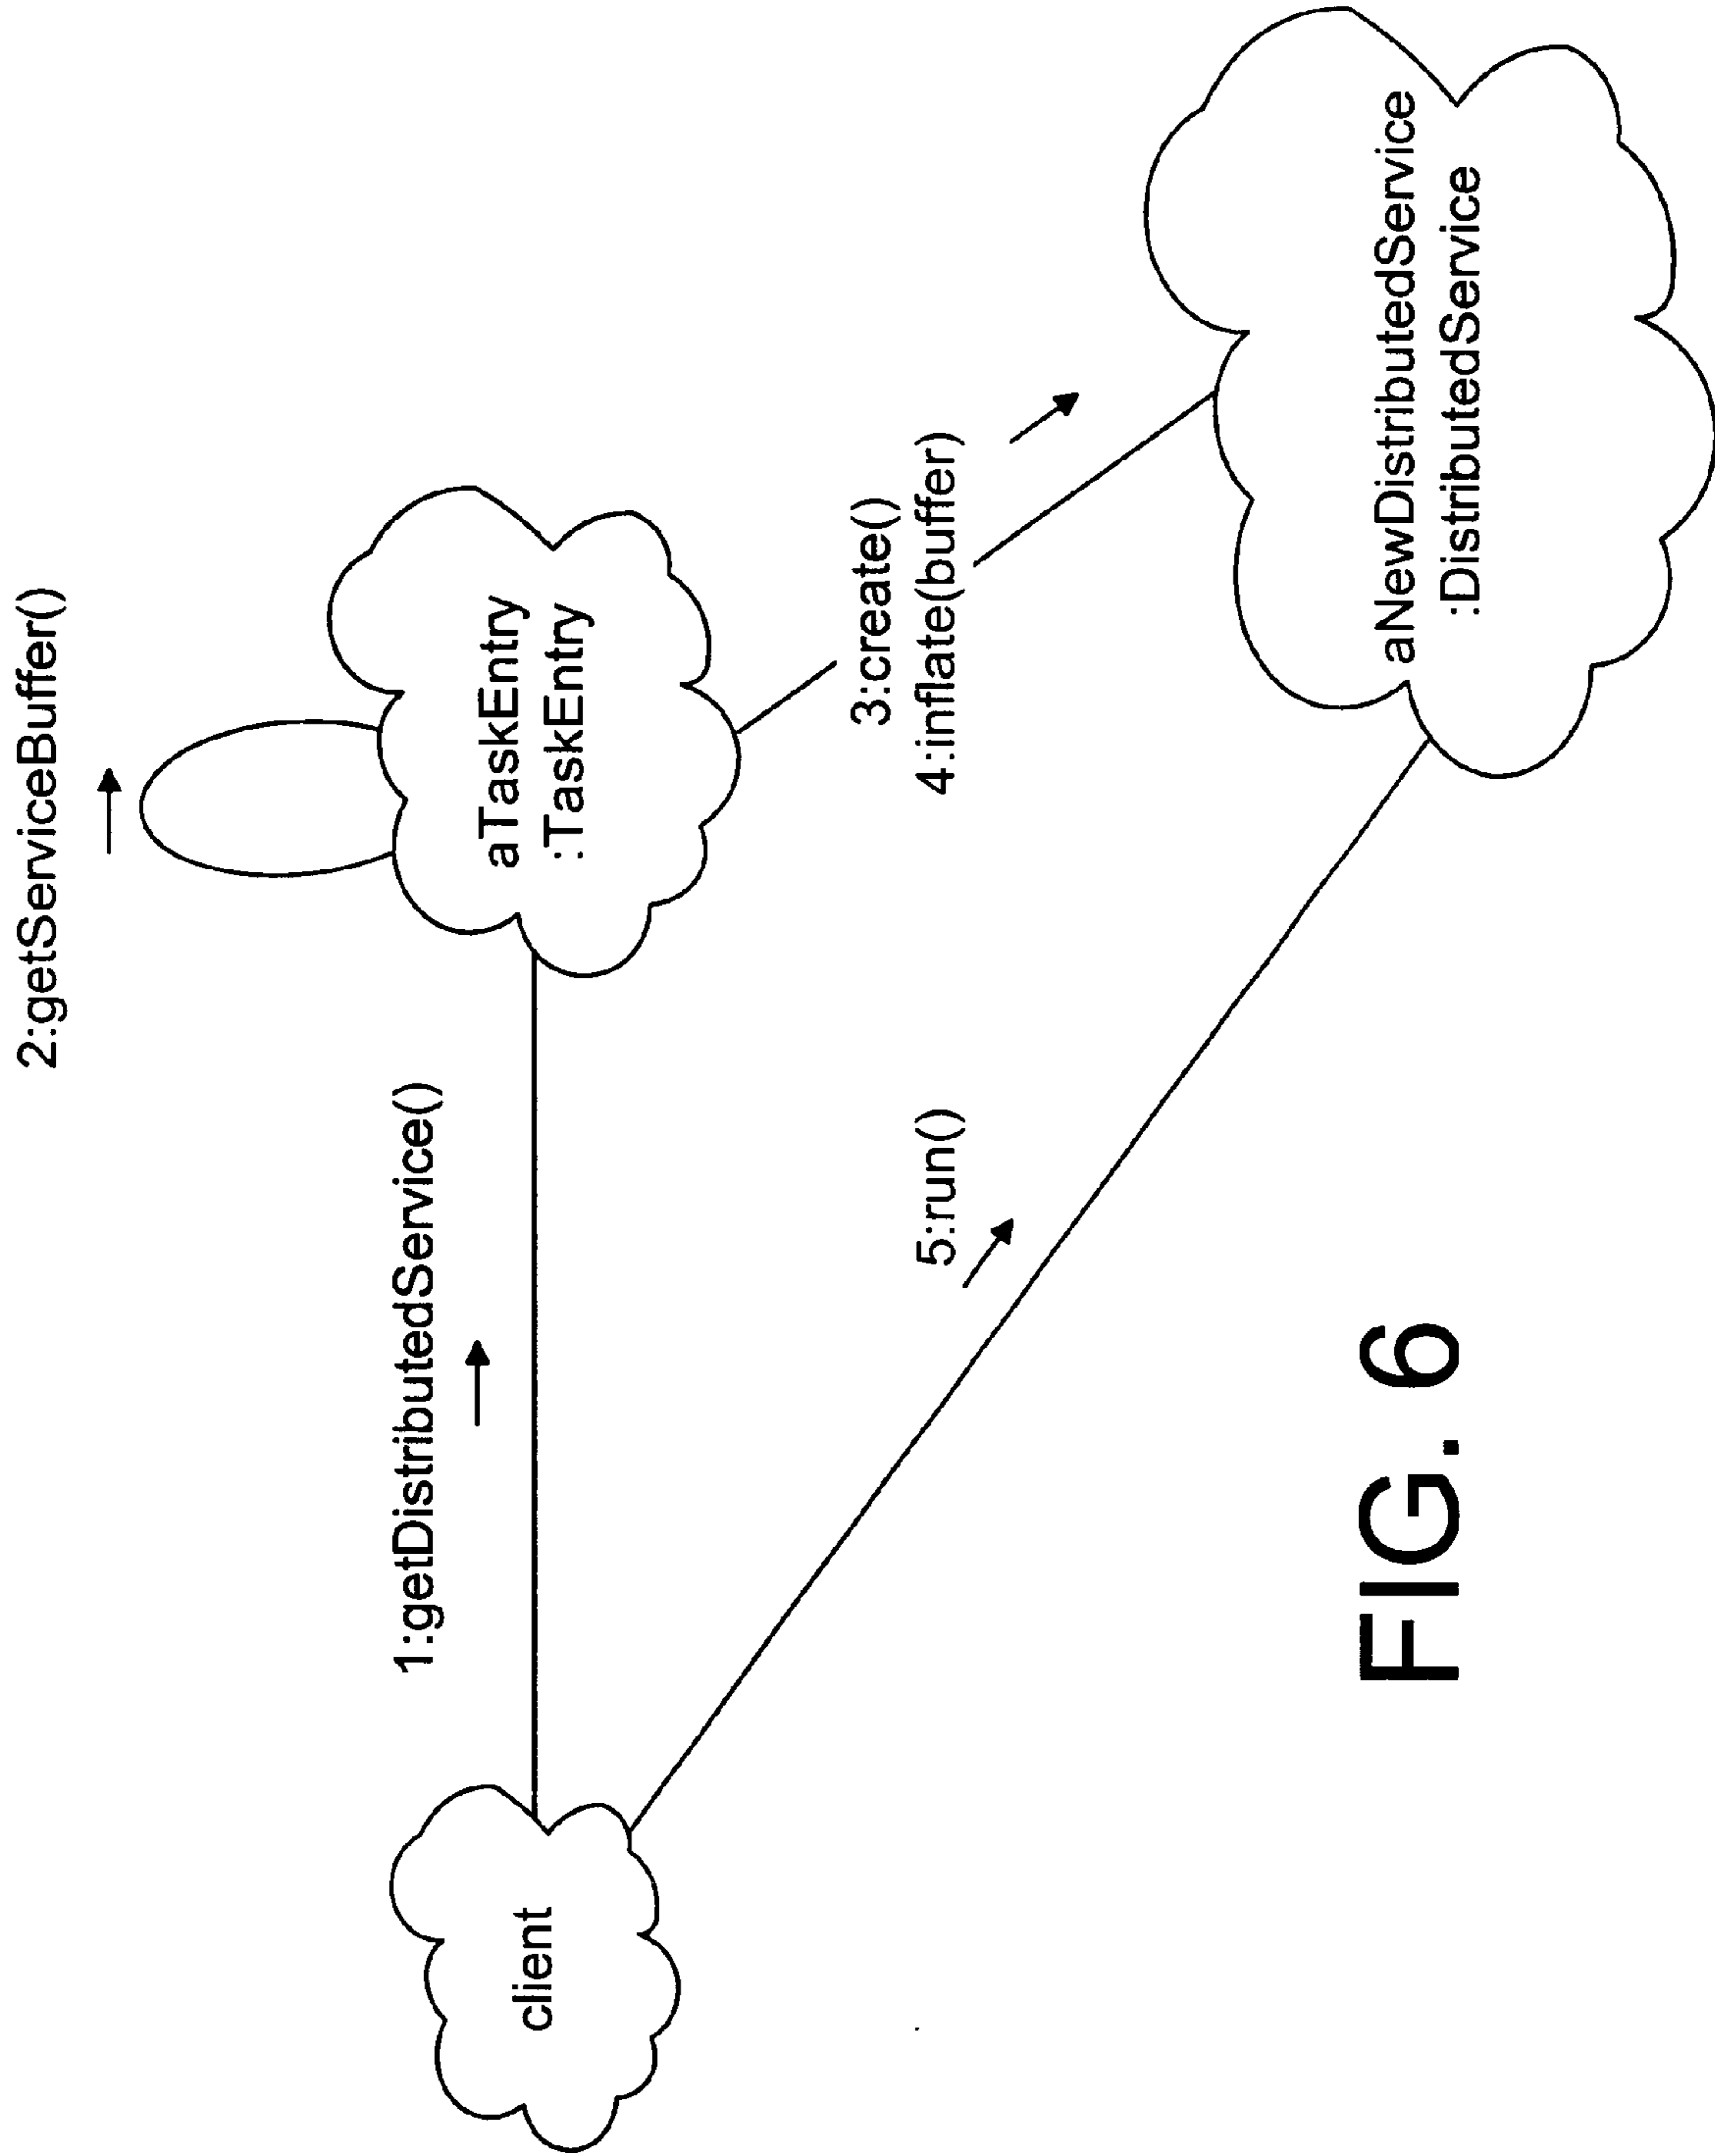 2:getServiceBuffer()
1:getDistributedService()
aTaskEntry
:TaskEntry
client
3:create()
4:inflate(buffer)
5:run()
aNewDistributedService
:DistributedService
FIG. 6